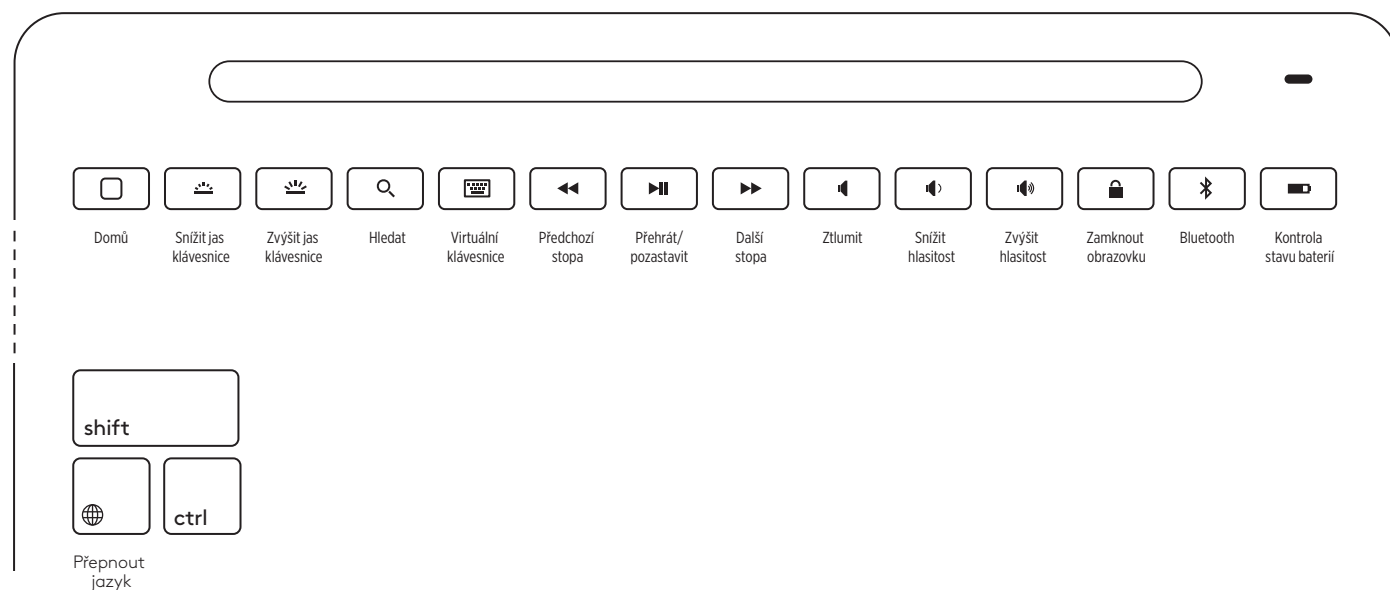 Domů
Snížit jas
klávesnice
Zvýšit jas
klávesnice
Hledat
Virtuální
klávesnice
Předchozí
stopa
Přehrát/
pozastavit
Další
stopa
Ztlumit
Snížit
hlasitost
Zvýšit
hlasitost
Zamknout
obrazovku
Bluetooth
Kontrola
stavu baterií
shift
ctrl
Přepnout
jazyk